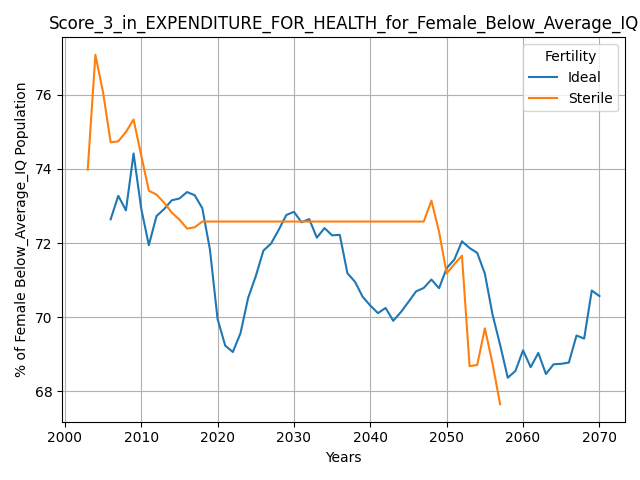 Score_3_in_EXPENDITURE_FOR_HEALTH_for_Female_Below_Average_IQ
Fertility
Ideal
Sterile
% of Female Below_Average_IQ Population
76
74
72
70
68
2000 2010 2020 2030 2040 2050 2060 2070
Years